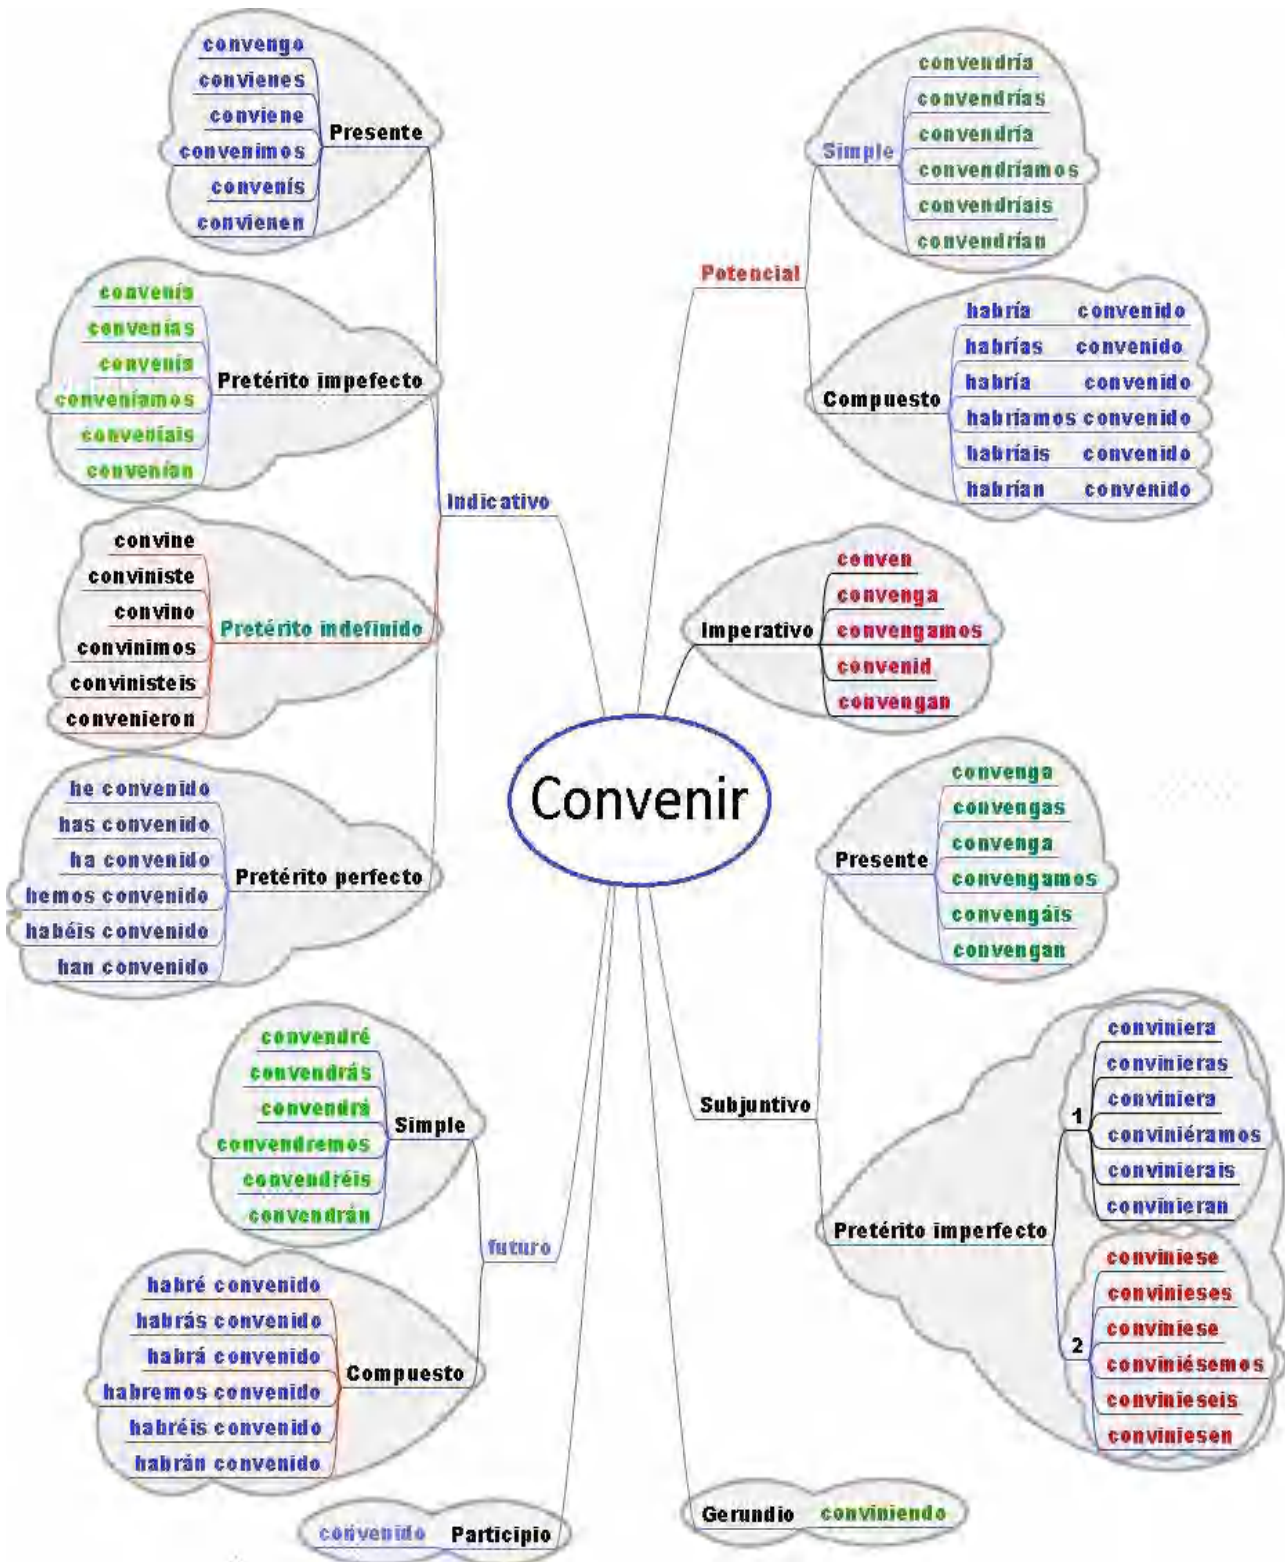 Convenir
Indicativo
Presente
convengo
convienes
conviene
convenimos
convenís
convienen
Pretérito impefecto
convenía
convenías
convenía
conveníamos
conveníais
convenían
Pretérito indefinido
convine
conviniste
convino
convinimos
convinisteis
convenieron
Pretérito perfecto
he convenido
has convenido
ha convenido
hemos convenido
habéis convenido
han convenido
futuro
Simple
convendré
convendrás
convendrá
convendremos
convendréis
convendrán
Compuesto
habré convenido
habrás convenido
habrá convenido
habremos convenido
habréis convenido
habrán convenido
Participio
convenido
Potencial
Simple
convendría
convendrías
convendría
convendríamos
convendríais
convendrían
Compuesto
habría convenido
habrías convenido
habría convenido
habríamos convenido
habríais convenido
habrían convenido
Imperativo
conven
convenga
convengamos
convenid
convengan
Subjuntivo
Presente
convenga
convengas
convenga
convengamos
convengáis
convengan
Pretérito imperfecto
1
conviniera
convinieras
conviniera
conviniéramos
convinierais
convinieran
2
conviniese
convinieses
conviniese
conviniésemos
convinieseis
conviniesen
Gerundio
conviniendo